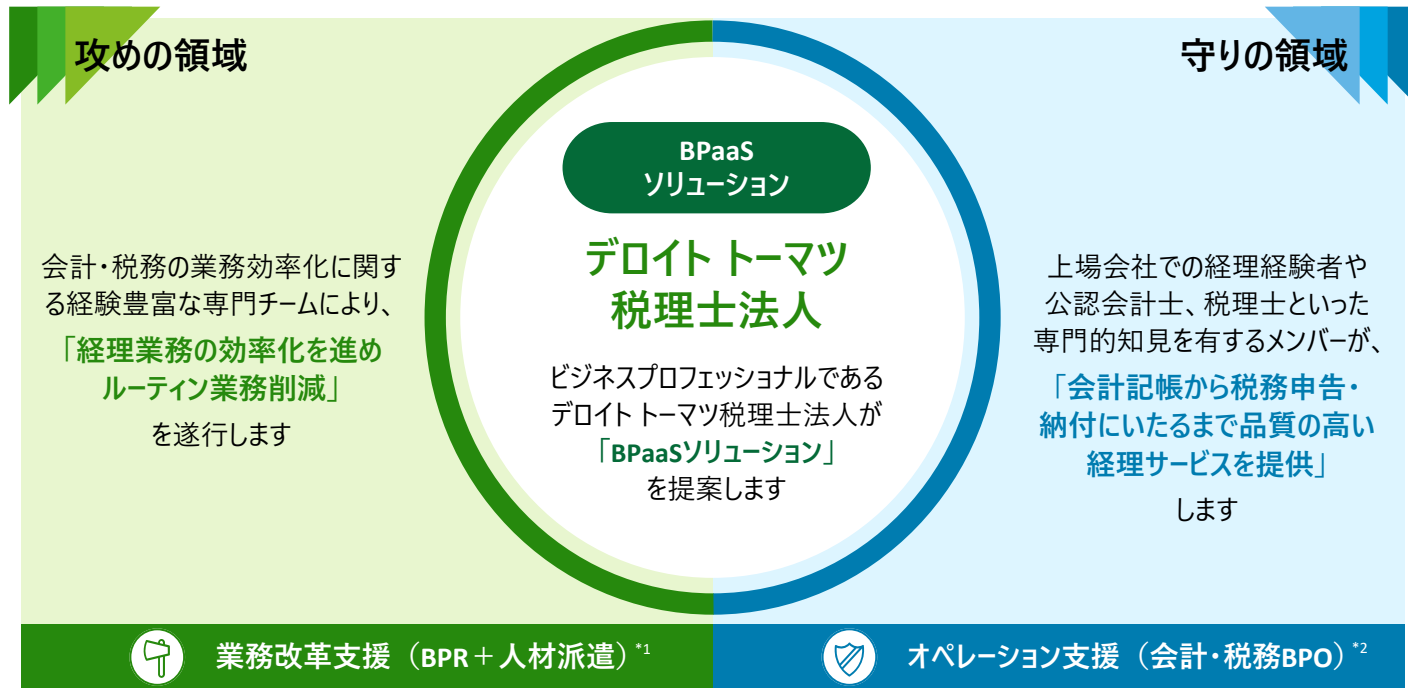 攻めの領域
守りの領域
BPaaS
ソリューション
デロイト トーマツ
税理士法人
ビジネスプロフェッショナルである
デロイト トーマツ税理士法人が
「BPaaSソリューション」
を提案します
会計・税務の業務効率化に関す
る経験豊富な専門チームにより、
「経理業務の効率化を進め
ルーティン業務削減」
を遂行します
上場会社での経理経験者や
公認会計士、税理士といった
専門的知見を有するメンバーが、
「会計記帳から税務申告・
納付にいたるまで品質の高い
経理サービスを提供」
します
業務改革支援（BPR＋人材派遣）*1
オペレーション支援（会計・税務BPO）*2